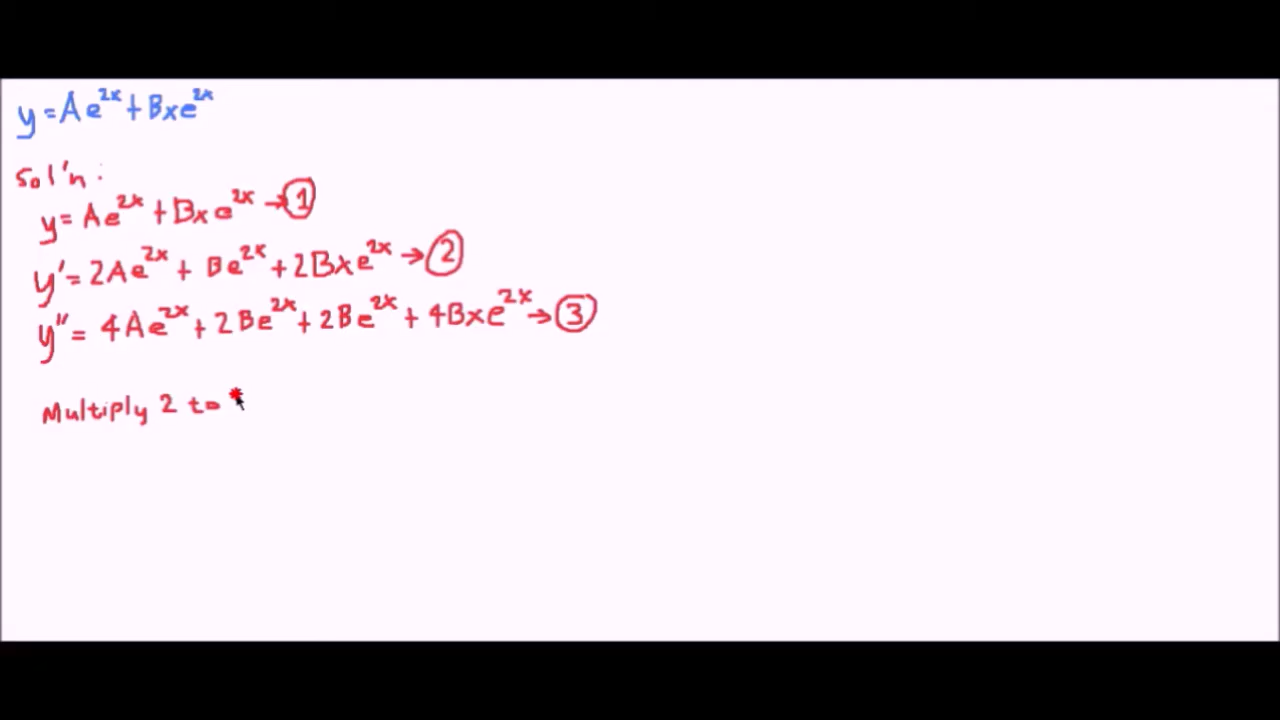 y = Ae^{2x} + Bxe^{2x}
Sol'n :
y = Ae^{2x} + Bxe^{2x} → ①
y' = 2Ae^{2x} + Be^{2x} + 2Bxe^{2x} → ②
y'' = 4Ae^{2x} + 2Be^{2x} + 2Be^{2x} + 4Bxe^{2x} → ③
Multiply 2 to